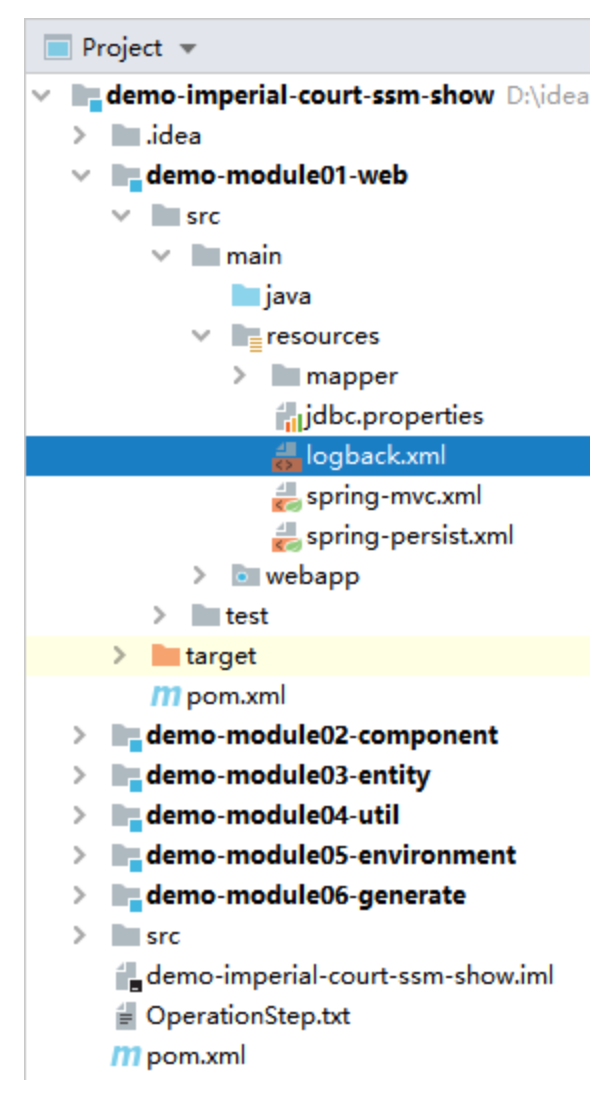 Project
demo-imperial-court-ssm-show D:\idea
.idea
demo-module01-web
src
main
java
resources
mapper
jdbc.properties
logback.xml
spring-mvc.xml
spring-persist.xml
webapp
test
target
pom.xml
demo-module02-component
demo-module03-entity
demo-module04-util
demo-module05-environment
demo-module06-generate
src
demo-imperial-court-ssm-show.iml
OperationStep.txt
pom.xml